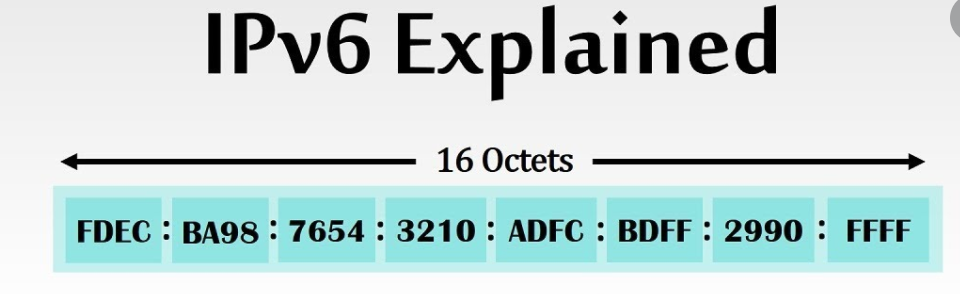 IPv6 Explained
16 Octets
FDEC : BA98 : 7654 : 3210 : ADFC : BDFF : 2990 : FFFF